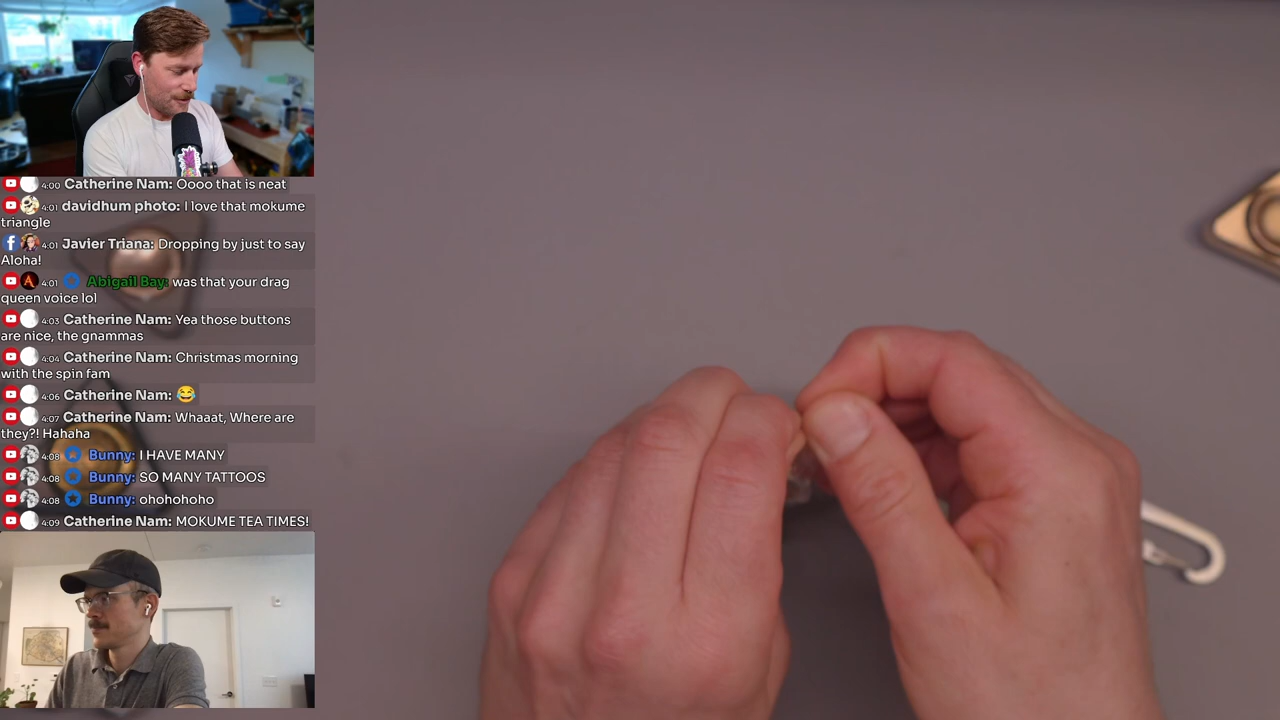 4:00 Catherine Nam: Oooo that is neat
4:01 davidhum photo: I love that mokume
triangle
4:01 Javier Triana: Dropping by just to say
Aloha!
4:01 Abigail Bay: was that your drag
queen voice lol
4:03 Catherine Nam: Yea those buttons
are nice, the gnammas
4:04 Catherine Nam: Christmas morning
with the spin fam
4:06 Catherine Nam: 😂
4:07 Catherine Nam: Whaaat, Where are
they?! Hahaha
4:08 Bunny: I HAVE MANY
4:08 Bunny: SO MANY TATTOOS
4:08 Bunny: ohohohoho
4:09 Catherine Nam: MOKUME TEA TIMES!